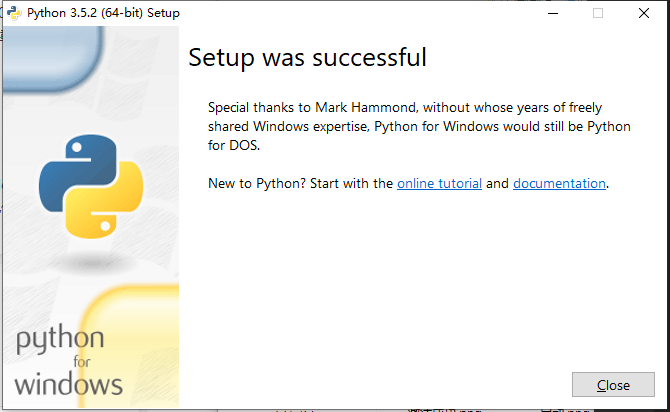 Python 3.5.2 (64-bit) Setup
Setup was successful
Special thanks to Mark Hammond, without whose years of freely
shared Windows expertise, Python for Windows would still be Python
for DOS.
New to Python? Start with the online tutorial and documentation.
python
for
windows
Close